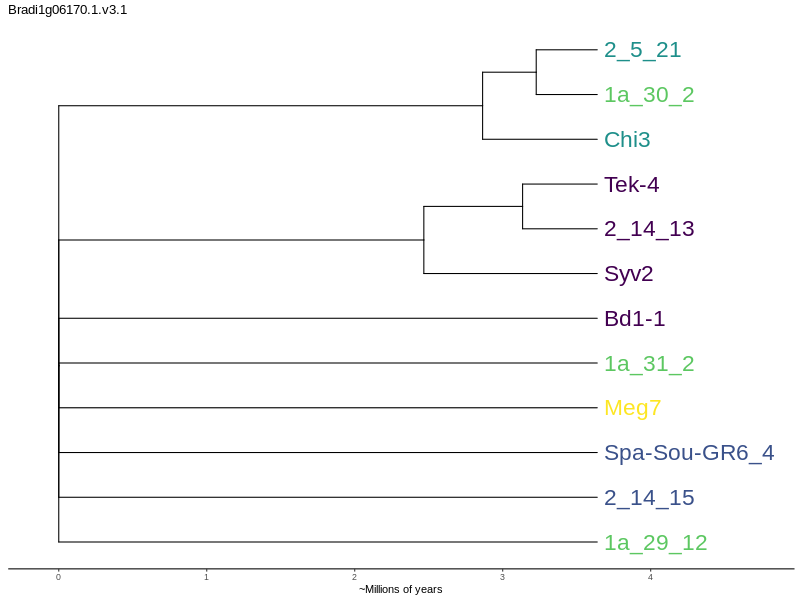 Bradi1g06170.1.v3.1
2_5_21
1a_30_2
Chi3
Tek-4
2_14_13
Syv2
Bd1-1
1a_31_2
Meg7
Spa-Sou-GR6_4
2_14_15
1a_29_12
0 1 2 3 4
~Millions of years